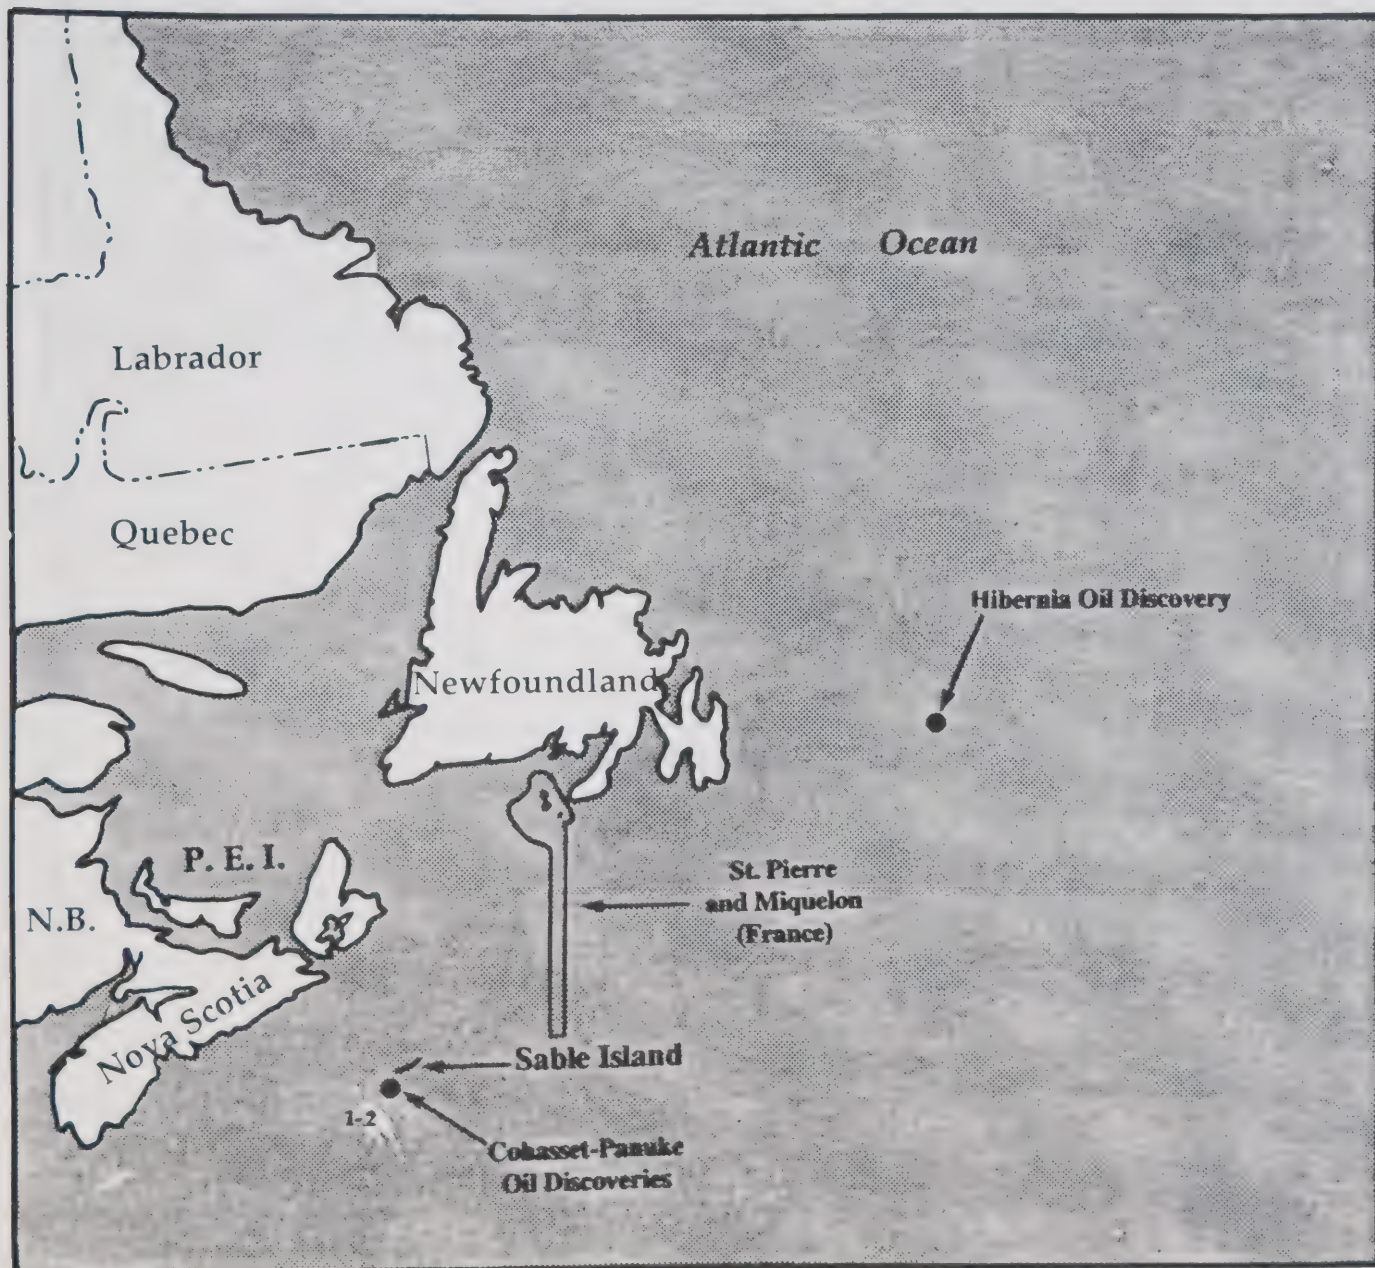 Atlantic Ocean
Labrador
Quebec
Hibernia Oil Discovery
Newfoundland
P. E. I.
St. Pierre
and Miquelon
(France)
N.B.
Nova Scotia
Sable Island
1-2
Cohasset-Panuke
Oil Discoveries